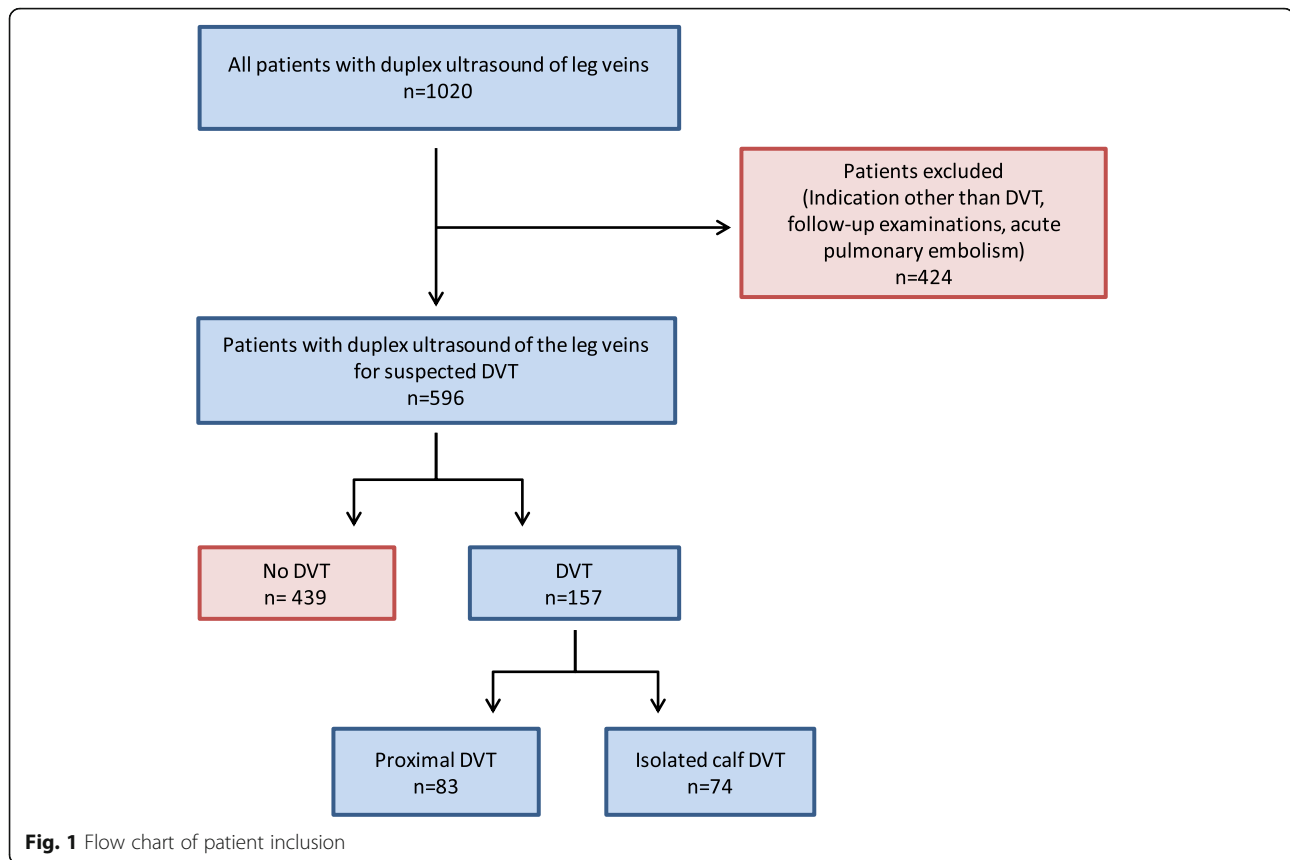 All patients with duplex ultrasound of leg veins
n=1020
Patients excluded
(Indication other than DVT,
follow-up examinations, acute
pulmonary embolism)
n=424
Patients with duplex ultrasound of the leg veins
for suspected DVT
n=596
No DVT
n= 439
DVT
n=157
Proximal DVT
n=83
Isolated calf DVT
n=74
Fig. 1 Flow chart of patient inclusion